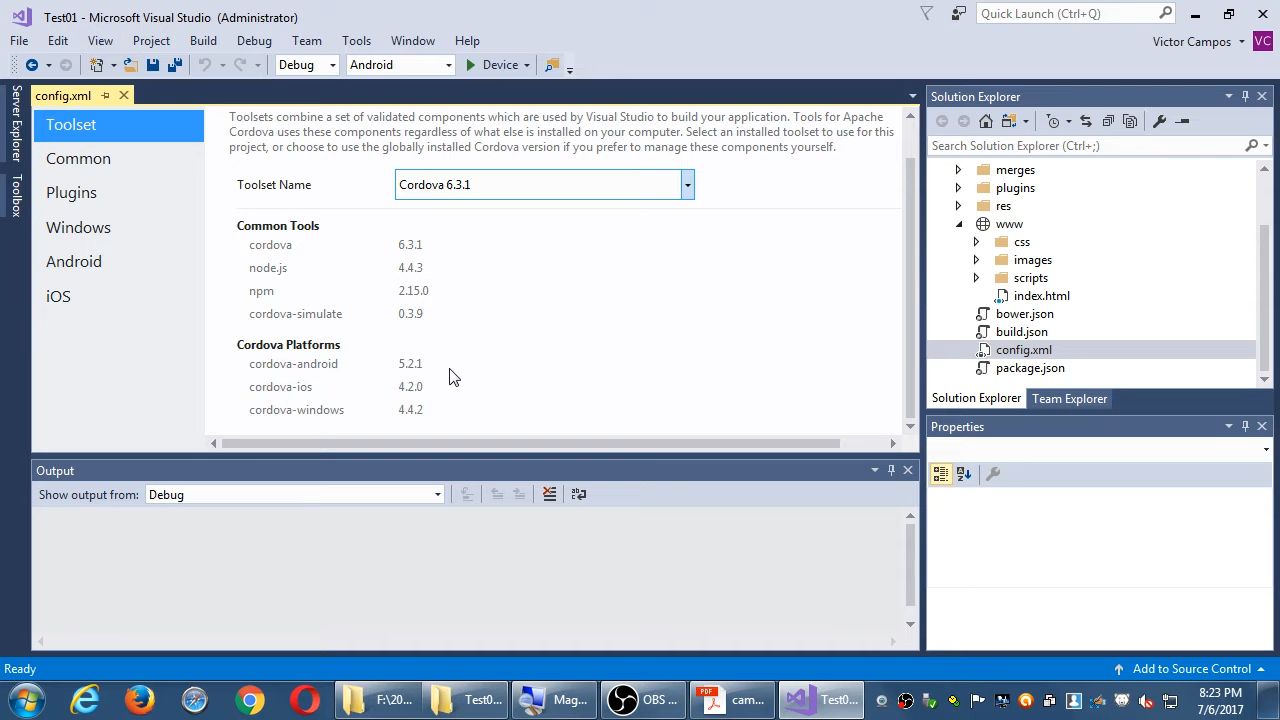 Test01 - Microsoft Visual Studio (Administrator)
Quick Launch (Ctrl+Q)
File Edit View Project Build Debug Team Tools Window Help
Victor Campos VC
Debug Android Device
Server Explorer
Toolbox
config.xml
Toolset
Common
Plugins
Windows
Android
iOS
Toolsets combine a set of validated components which are used by Visual Studio to build your application. Tools for Apache
Cordova uses these components regardless of what else is installed on your computer. Select an installed toolset to use for this
project, or choose to use the globally installed Cordova version if you prefer to manage these components yourself.
Toolset Name Cordova 6.3.1
Common Tools
cordova 6.3.1
node.js 4.4.3
npm 2.15.0
cordova-simulate 0.3.9
Cordova Platforms
cordova-android 5.2.1
cordova-ios 4.2.0
cordova-windows 4.4.2
Output
Show output from: Debug
Solution Explorer
Search Solution Explorer (Ctrl+;)
merges
plugins
res
www
css
images
scripts
index.html
bower.json
build.json
config.xml
package.json
Solution Explorer Team Explorer
Properties
Ready
Add to Source Control
F:\20... Test0... Mag... OBS ... cam... Test0...
8:23 PM
7/6/2017